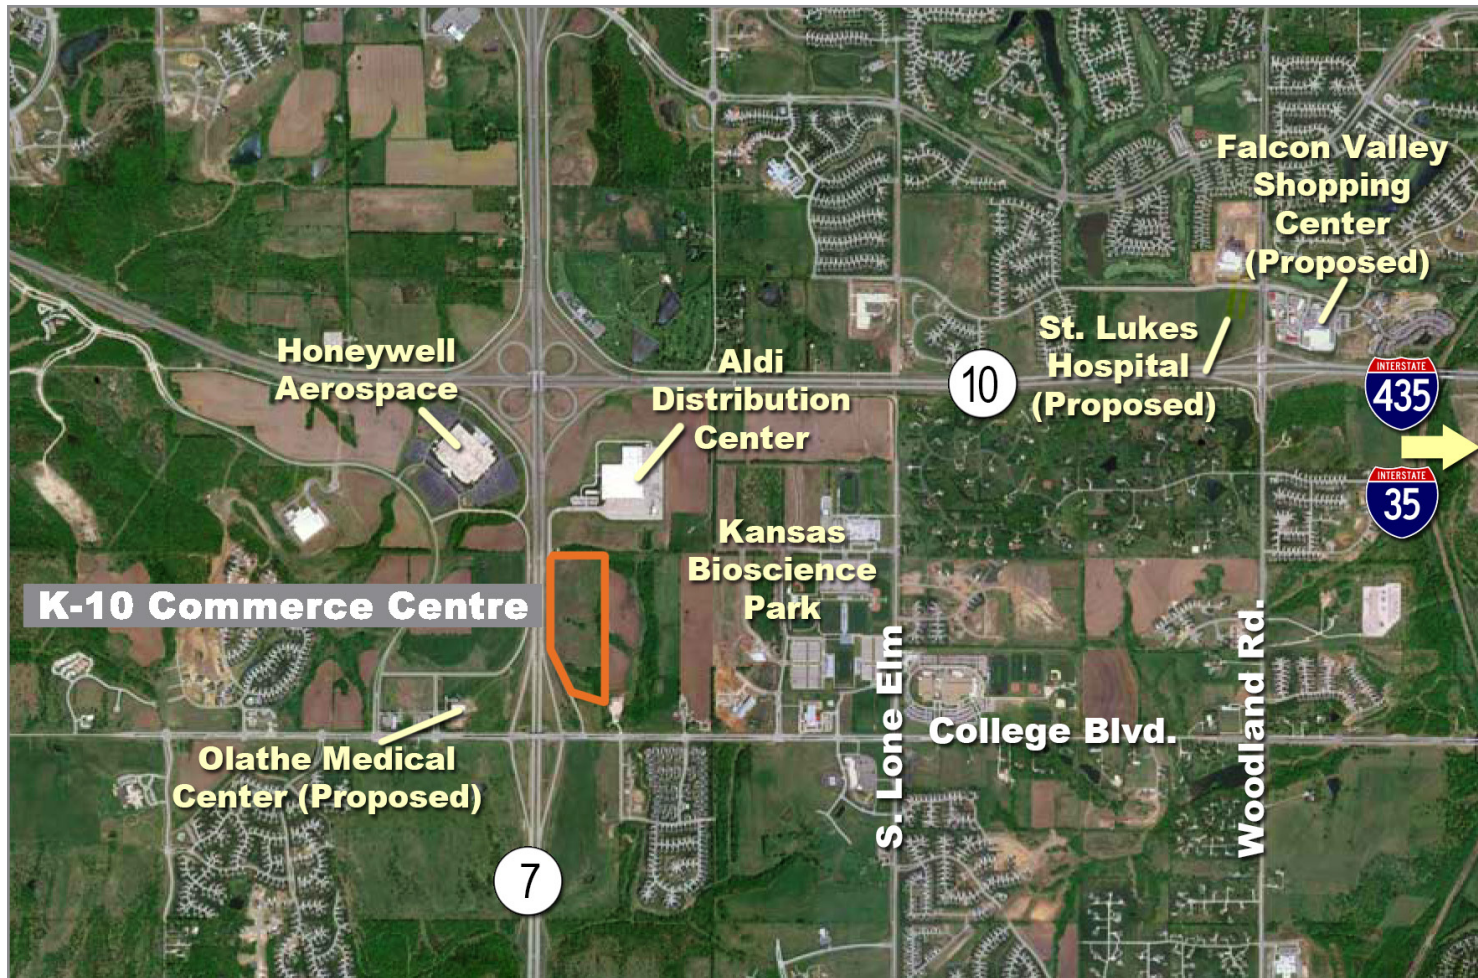 Falcon Valley
Shopping
Center
(Proposed)
St. Lukes
Hospital
(Proposed)
Honeywell
Aerospace
Aldi
Distribution
Center
10
INTERSTATE
435
INTERSTATE
35
Kansas
Bioscience
Park
K-10 Commerce Centre
S. Lone Elm
Woodland Rd.
College Blvd.
Olathe Medical
Center (Proposed)
7